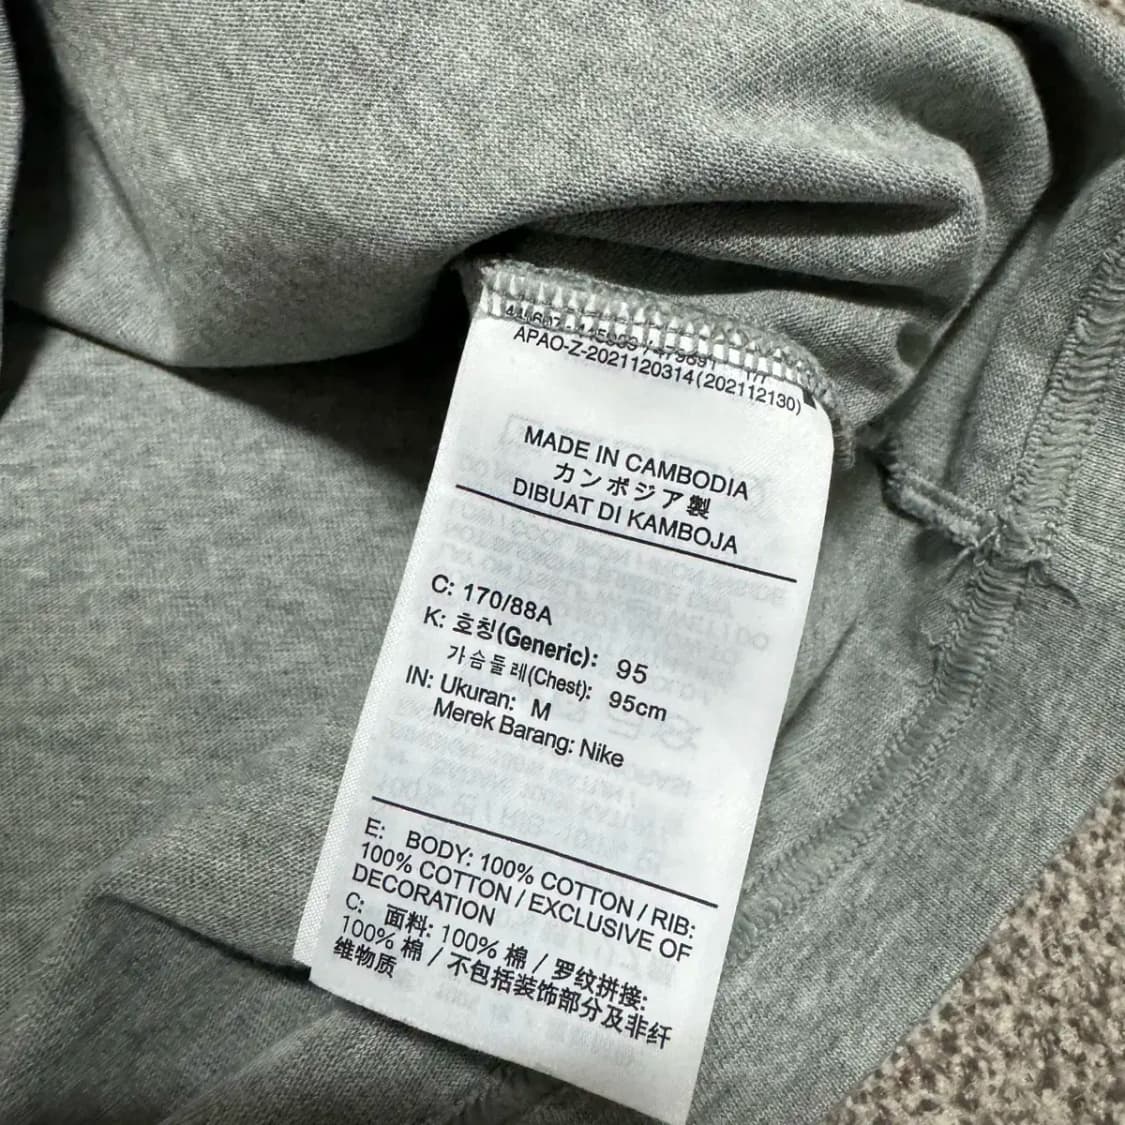 APAO-Z-2021120314(202112130)
MADE IN CAMBODIA
カンボジア製
DIBUAT DI KAMBOJA
C: 170/88A
K: 호칭(Generic): 95
가슴둘레(Chest): 95cm
IN: Ukuran: M
Merek Barang: Nike
E: BODY: 100% COTTON / RIB:
100% COTTON / EXCLUSIVE OF
DECORATION
C: 面料: 100% 棉 / 罗纹拼接:
100% 棉 / 不包括装饰部分及非纤
维物质